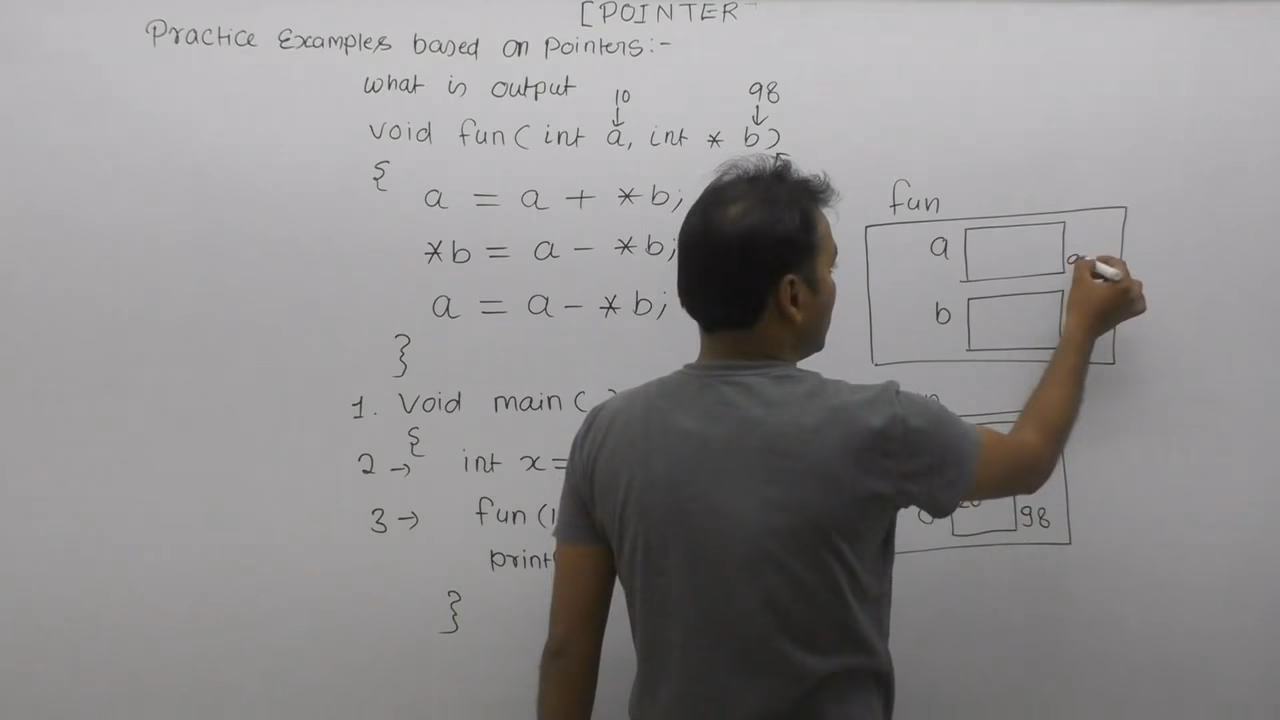 [POINTER
Practice Examples based on pointers:-
what is output
10 98
↓ ↓
void fun( int a, int * b)
{
a = a + *b;
*b = a - *b;
a = a - *b;
}
1. Void main (
{
2 → int x=
3 → fun (1
print
}
fun
a
b
98